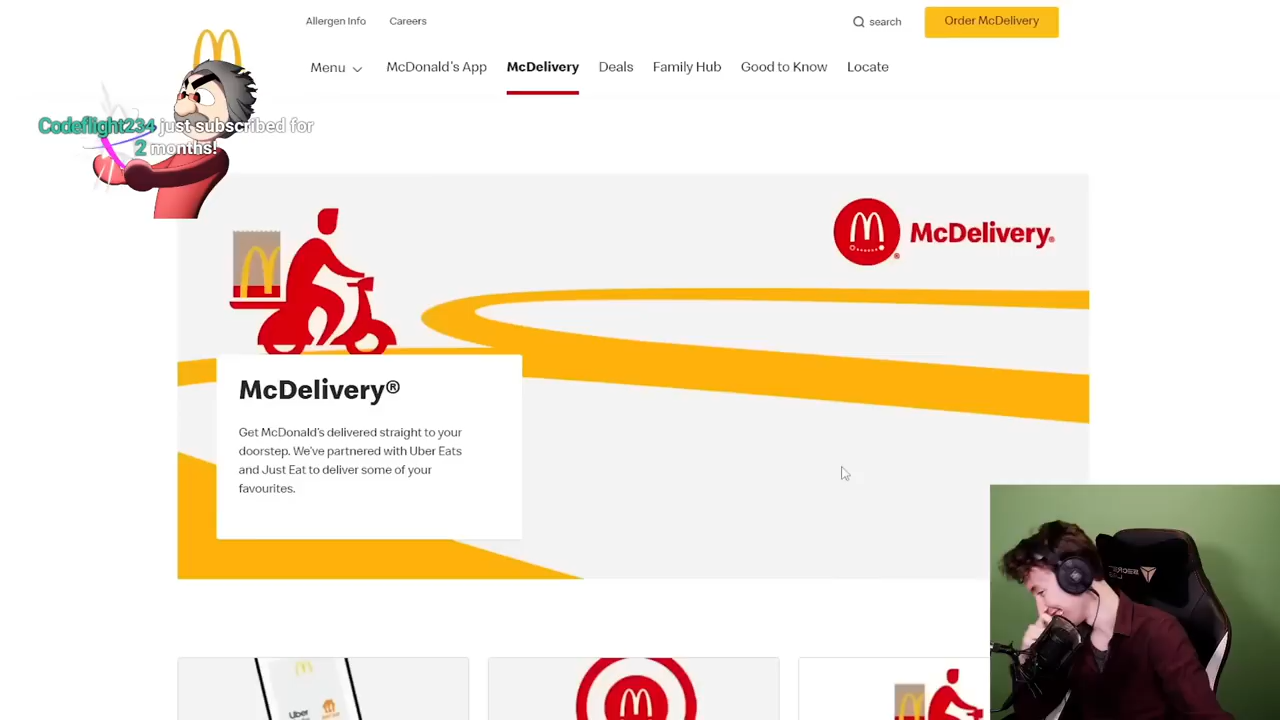 Allergen Info
Careers
search
Order McDelivery
Menu
McDonald's App
McDelivery
Deals
Family Hub
Good to Know
Locate
Codeflight234 just subscribed for
2 months!
McDelivery®
McDelivery®
Get McDonald's delivered straight to your
doorstep. We've partnered with Uber Eats
and Just Eat to deliver some of your
favourites.
Uber